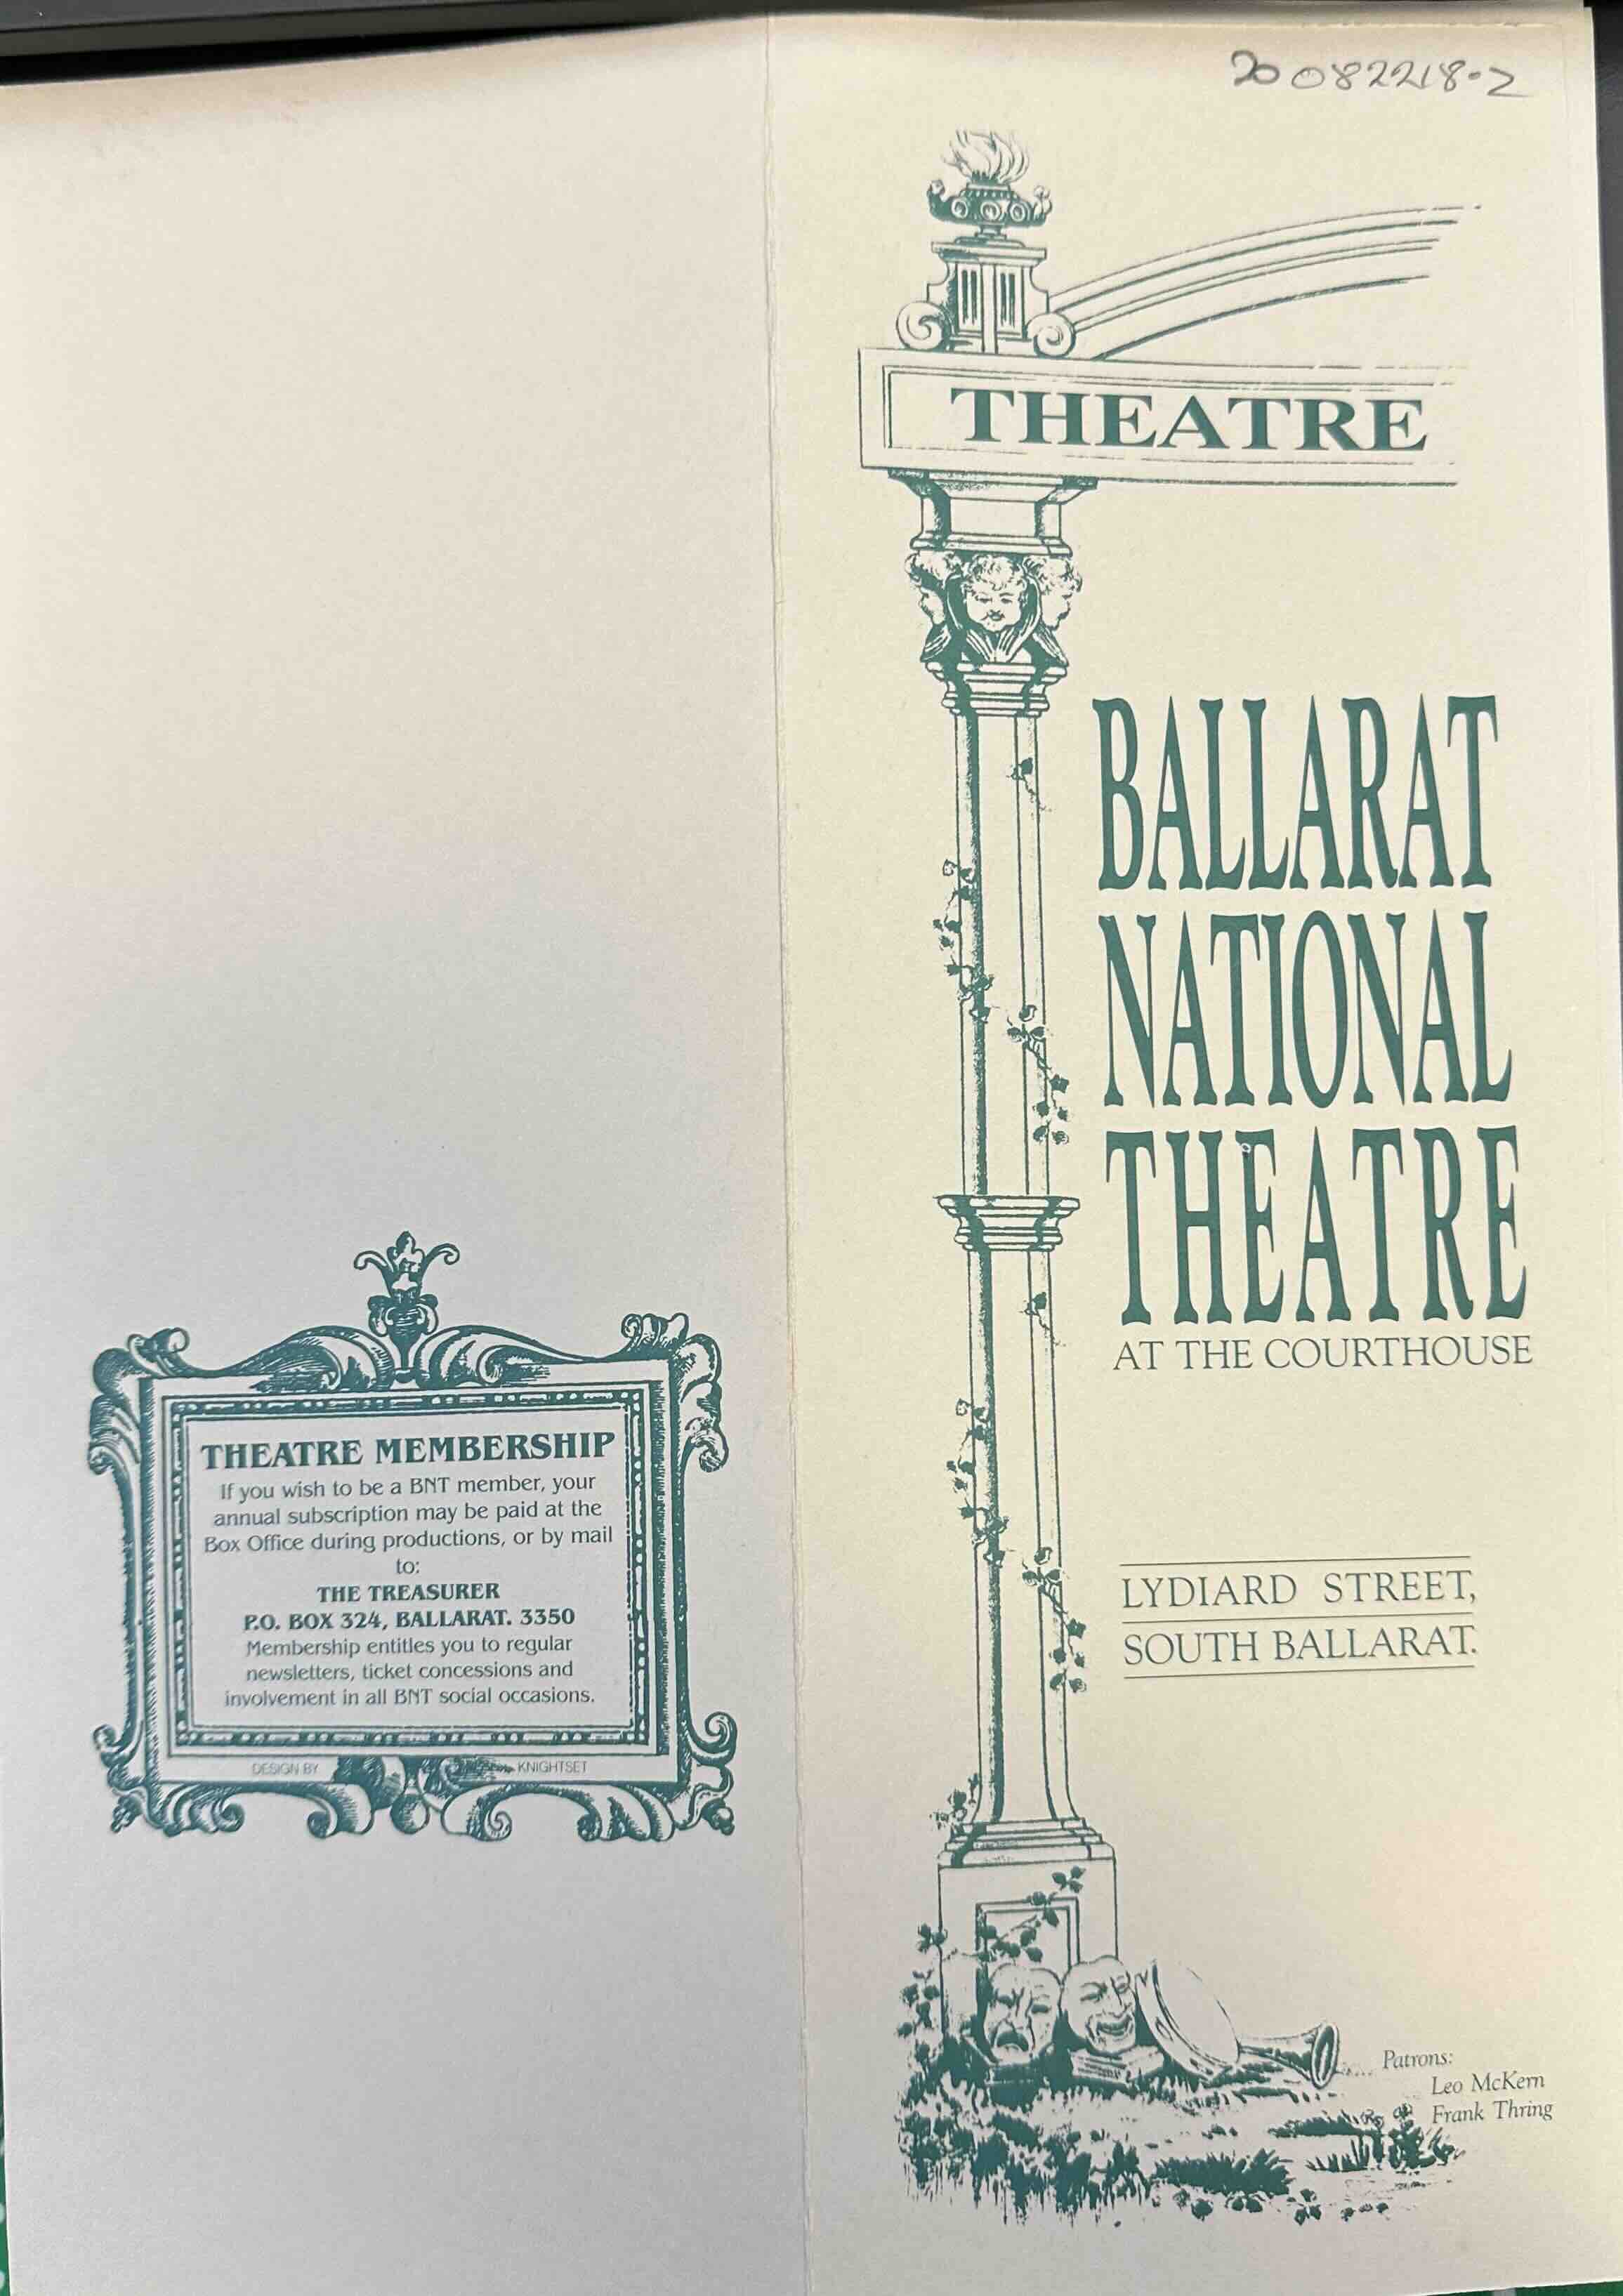 20082218.2
THEATRE
BALLARAT
NATIONAL
THEATRE
AT THE COURTHOUSE
LYDIARD STREET,
SOUTH BALLARAT.
Patrons:
Leo McKern
Frank Thring
THEATRE MEMBERSHIP
If you wish to be a BNT member, your
annual subscription may be paid at the
Box Office during productions, or by mail
to:
THE TREASURER
P.O. BOX 324, BALLARAT. 3350
Membership entitles you to regular
newsletters, ticket concessions and
involvement in all BNT social occasions.
DESIGN BY KNIGHTSET